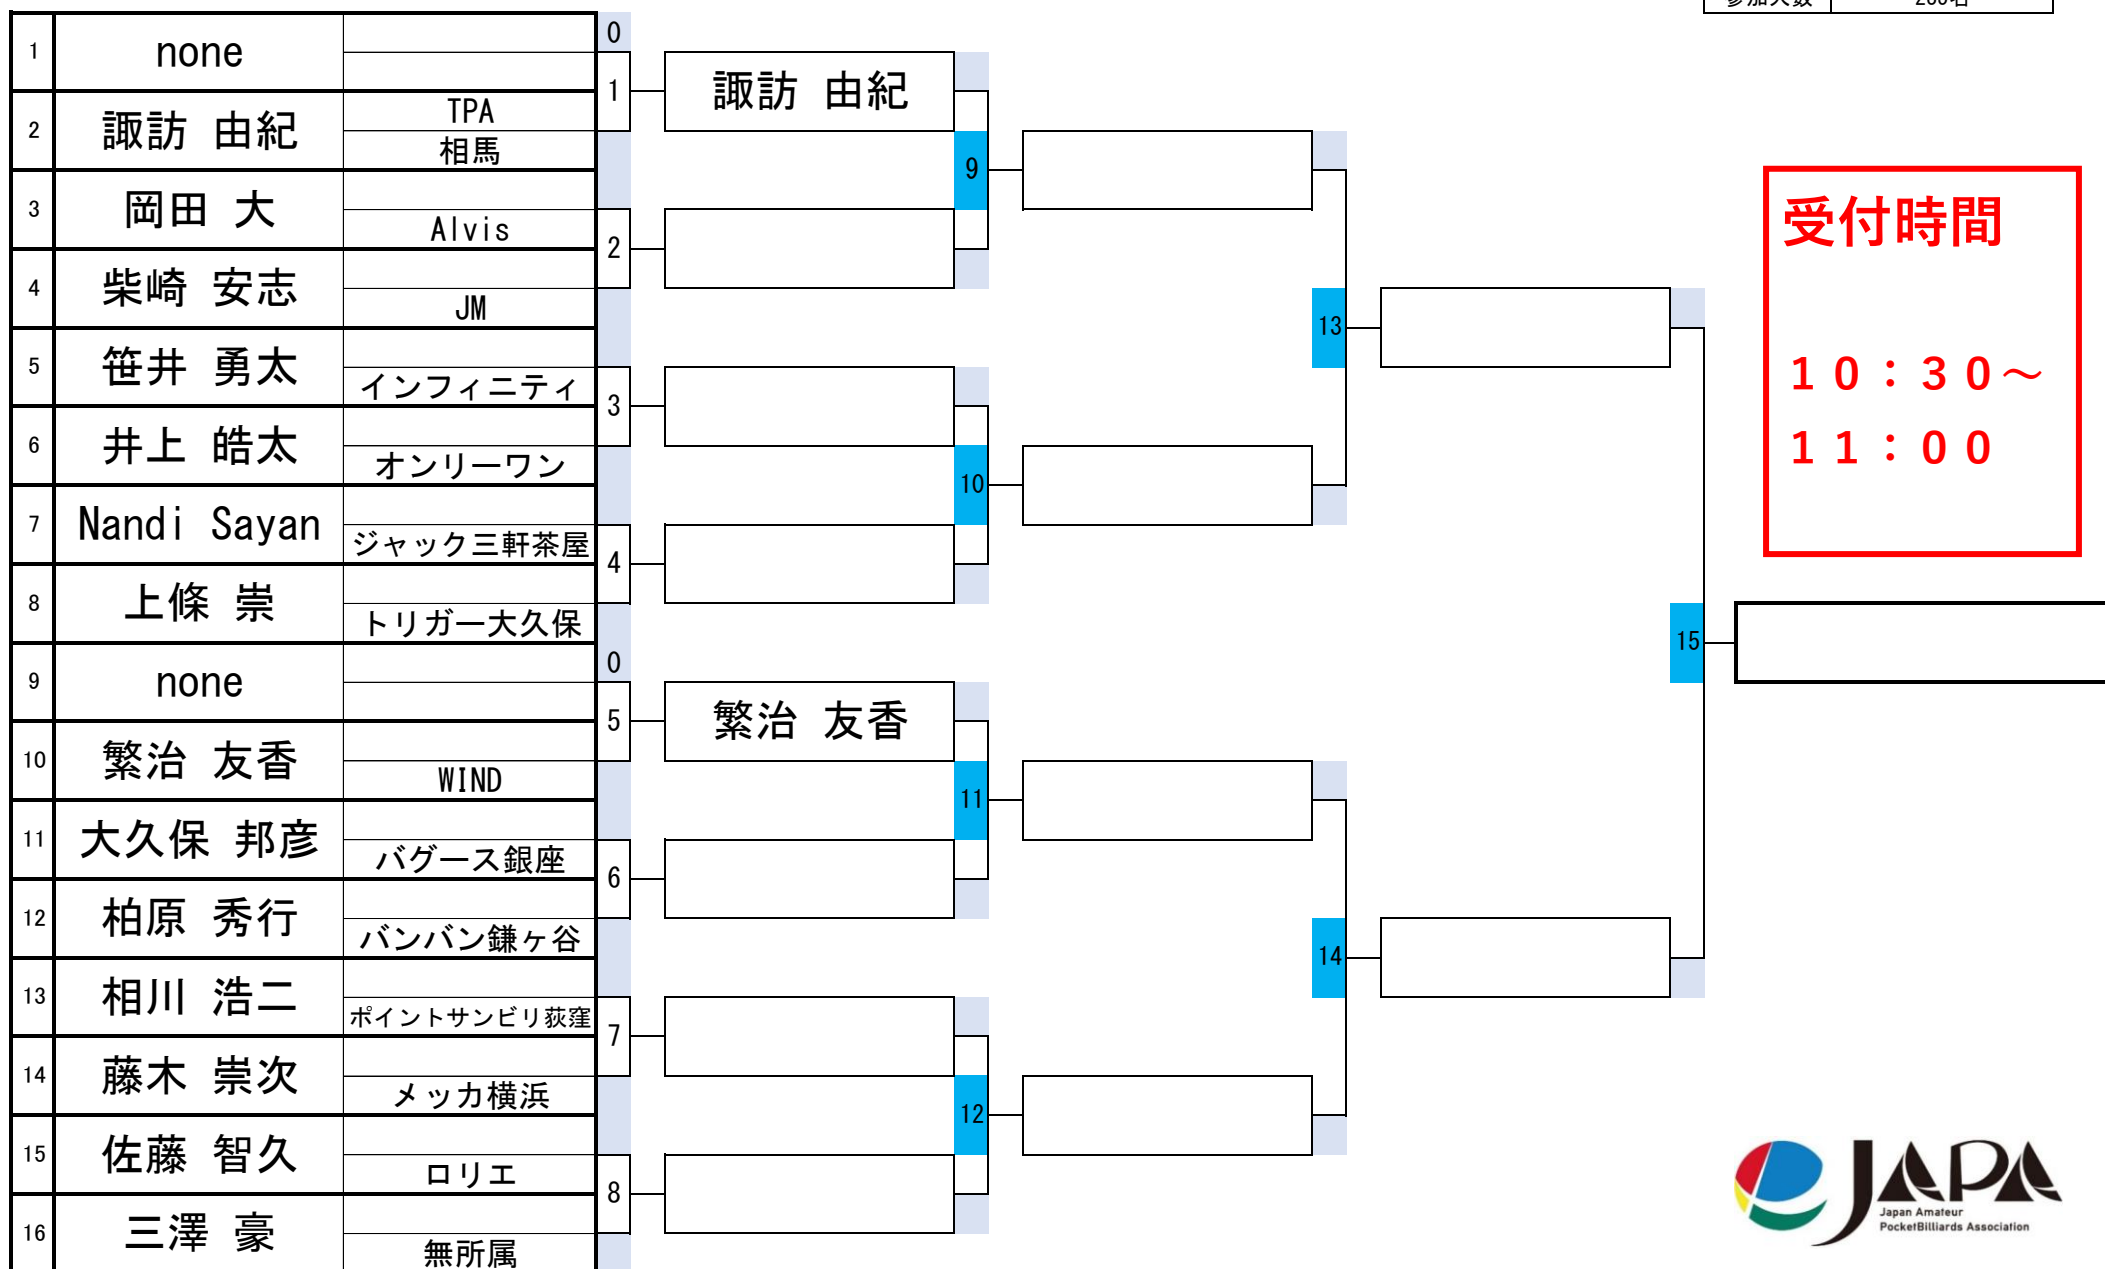 1 none 0
1 諏訪 由紀
2 諏訪 由紀 TPA
相馬
9
3 岡田 大
Alvis
2
4 柴崎 安志
JM
13
5 笹井 勇太
インフィニティ
3
6 井上 皓太
オンリーワン
10
7 Nandi Sayan
ジャック三軒茶屋
4
8 上條 崇
トリガー大久保
15
9 none 0
5 繁治 友香
10 繁治 友香
WIND
11
11 大久保 邦彦
バグース銀座
6
12 柏原 秀行
バンバン鎌ヶ谷
14
13 相川 浩二
ポイントサンビリ荻窪
7
14 藤木 崇次
メッカ横浜
12
15 佐藤 智久
ロリエ
8
16 三澤 豪
無所属
受付時間
10：30～
11：00
JAPA
Japan Amateur
PocketBilliards Association